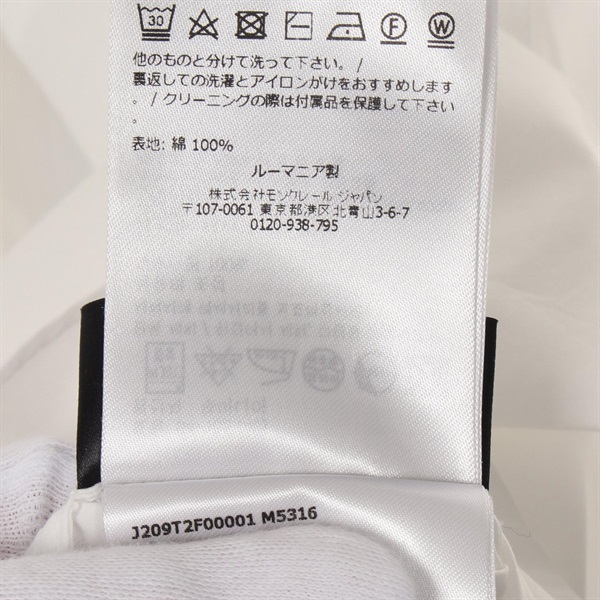 30 P F W
他のものと分けて洗って下さい。 /
裏返しての洗濯とアイロンがけをおすすめします
。 / クリーニングの際は付属品を保護して下さい
。
表地: 綿 100%
ルーマニア製
株式会社モンクレール ジャパン
〒107-0061 東京都港区北青山3-6-7
0120-938-795
J209T2F00001 M5316